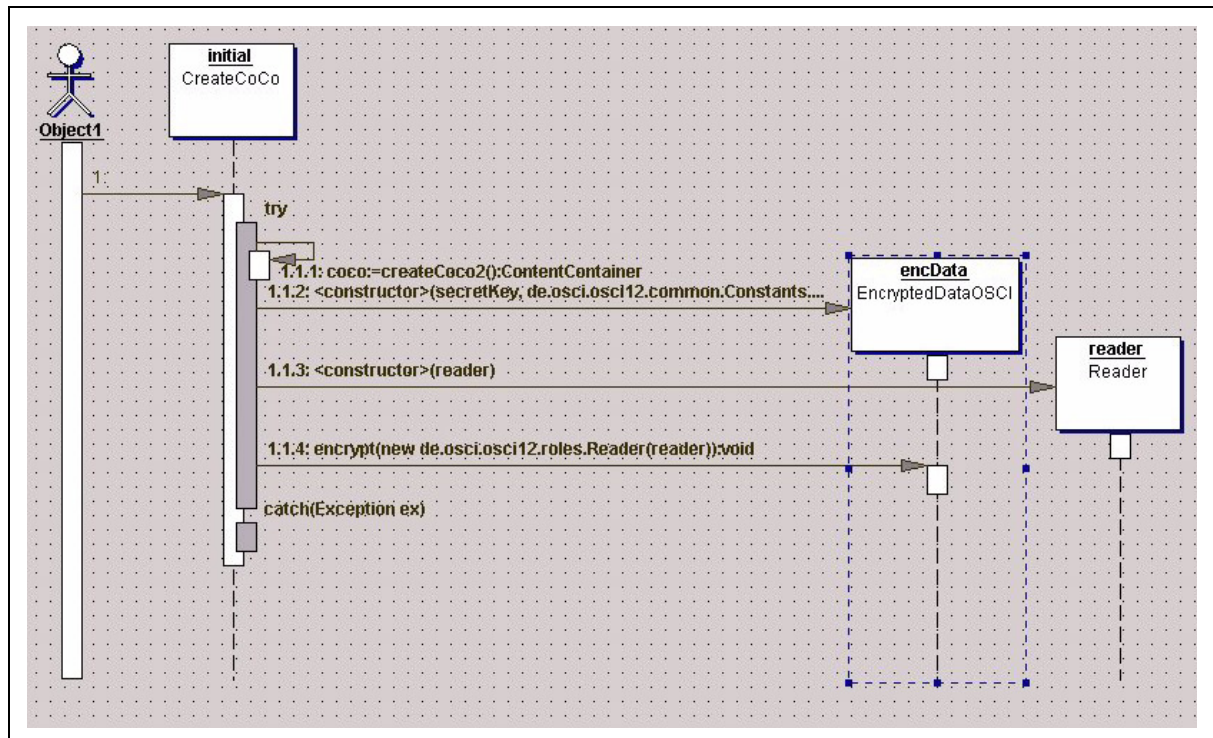 initial
CreateCoCo
Object1
1:
try
1.1.1: coco:=createCoco2():ContentContainer
1.1.2: <constructor>(secretKey, de.osci.osci12.common.Constants....
encData
EncryptedDataOSCI
reader
Reader
1.1.3: <constructor>(reader)
1.1.4: encrypt(new de.osci.osci12.roles.Reader(reader)):void
catch(Exception ex)